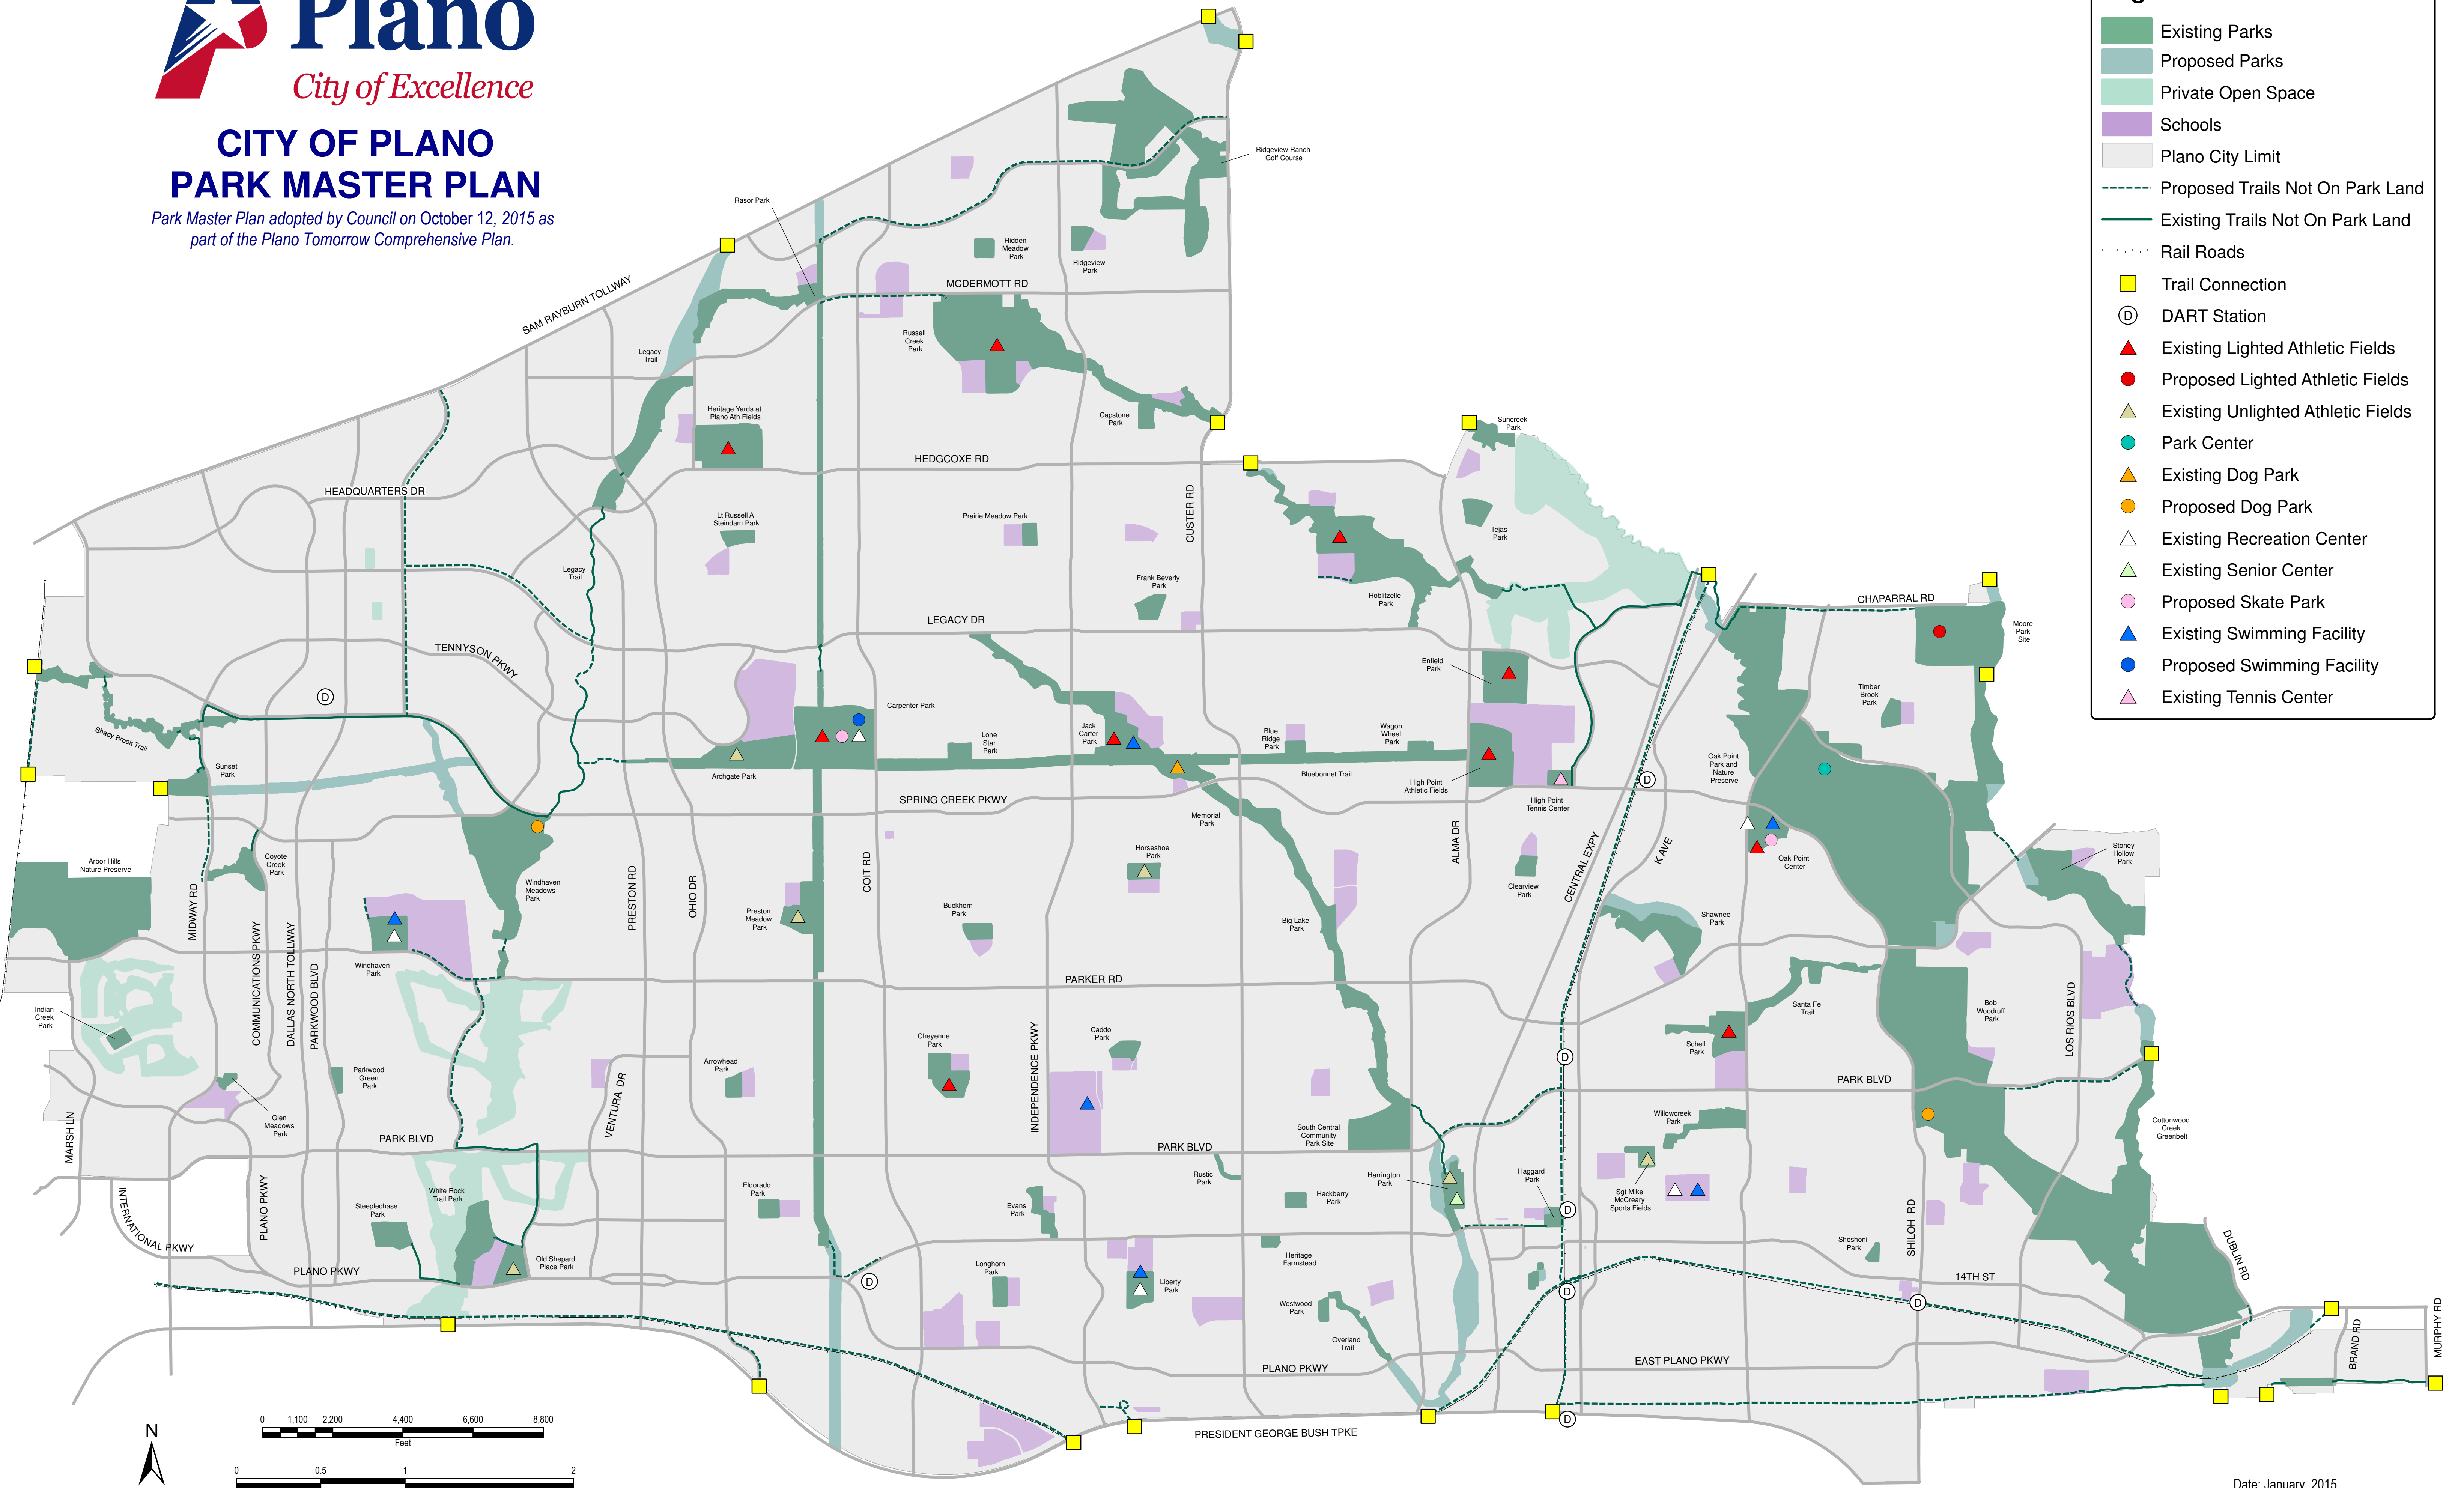 Plano
City of Excellence
CITY OF PLANO
PARK MASTER PLAN
Park Master Plan adopted by Council on October 12, 2015 as
part of the Plano Tomorrow Comprehensive Plan.
Existing Parks
Proposed Parks
Private Open Space
Schools
Plano City Limit
Proposed Trails Not On Park Land
Existing Trails Not On Park Land
Rail Roads
Trail Connection
D
DART Station
Existing Lighted Athletic Fields
Proposed Lighted Athletic Fields
Existing Unlighted Athletic Fields
Park Center
Existing Dog Park
Proposed Dog Park
Existing Recreation Center
Existing Senior Center
Proposed Skate Park
Existing Swimming Facility
Proposed Swimming Facility
Existing Tennis Center
Ridgeview Ranch
Golf Course
Rasor Park
Hidden
Meadow
Park
Ridgeview
Park
MCDERMOTT RD
SAM RAYBURN TOLLWAY
Legacy
Trail
Russell
Creek
Park
Heritage Yards at
Plano Ath Fields
Capstone
Park
Suncreek
Park
HEDGCOXE RD
HEADQUARTERS DR
CUSTER RD
Lt Russell A
Steindam Park
Prairie Meadow Park
Tejas
Park
Legacy
Trail
Frank Beverly
Park
Hoblitzelle
Park
CHAPARRAL RD
LEGACY DR
Moore
Park
Site
TENNYSON PKWY
Enfield
Park
D
Timber
Brook
Park
Carpenter Park
Shady Brook Trail
Lone
Star
Park
Jack
Carter
Park
Blue
Ridge
Park
Wagon
Wheel
Park
Sunset
Park
Archgate Park
Bluebonnet Trail
High Point
Athletic Fields
D
Oak Point
Park and
Nature
Preserve
SPRING CREEK PKWY
High Point
Tennis Center
Memorial
Park
ALMA DR
CENTRAL EXPY
K AVE
Oak Point
Center
Stoney
Hollow
Park
Arbor Hills
Nature Preserve
Coyote
Creek
Park
Windhaven
Meadows
Park
PRESTON RD
OHIO DR
COIT RD
Horseshoe
Park
Clearview
Park
MIDWAY RD
Preston
Meadow
Park
Buckhorn
Park
Big Lake
Park
Shawnee
Park
COMMUNICATIONS PKWY
DALLAS NORTH TOLLWAY
PARKWOOD BLVD
Windhaven
Park
PARKER RD
Indian
Creek
Park
Santa Fe
Trail
Bob
Woodruff
Park
LOS RIOS BLVD
Cheyenne
Park
INDEPENDENCE PKWY
Caddo
Park
Schell
Park
D
Arrowhead
Park
Parkwood
Green
Park
PARK BLVD
VENTURA DR
Glen
Meadows
Park
MARSH LN
PARK BLVD
PARK BLVD
South Central
Community
Park Site
Willowcreek
Park
Cottonwood
Creek
Greenbelt
Rustic
Park
Harrington
Park
Haggard
Park
Sgt Mike
McCreary
Sports Fields
INTERNATIONAL PKWY
PLANO PKWY
White Rock
Trail Park
Steeplechase
Park
Eldorado
Park
Evans
Park
Hackberry
Park
D
SHILOH RD
DUBLIN RD
Shoshoni
Park
Old Shepard
Place Park
Heritage
Farmstead
PLANO PKWY
D
Longhorn
Park
Liberty
Park
14TH ST
D
D
Westwood
Park
Overland
Trail
PLANO PKWY
EAST PLANO PKWY
BRAND RD
MURPHY RD
D
PRESIDENT GEORGE BUSH TPKE
0 1,100 2,200 4,400 6,600 8,800
Feet
N
0 0.5 1 2
Date: January, 2015